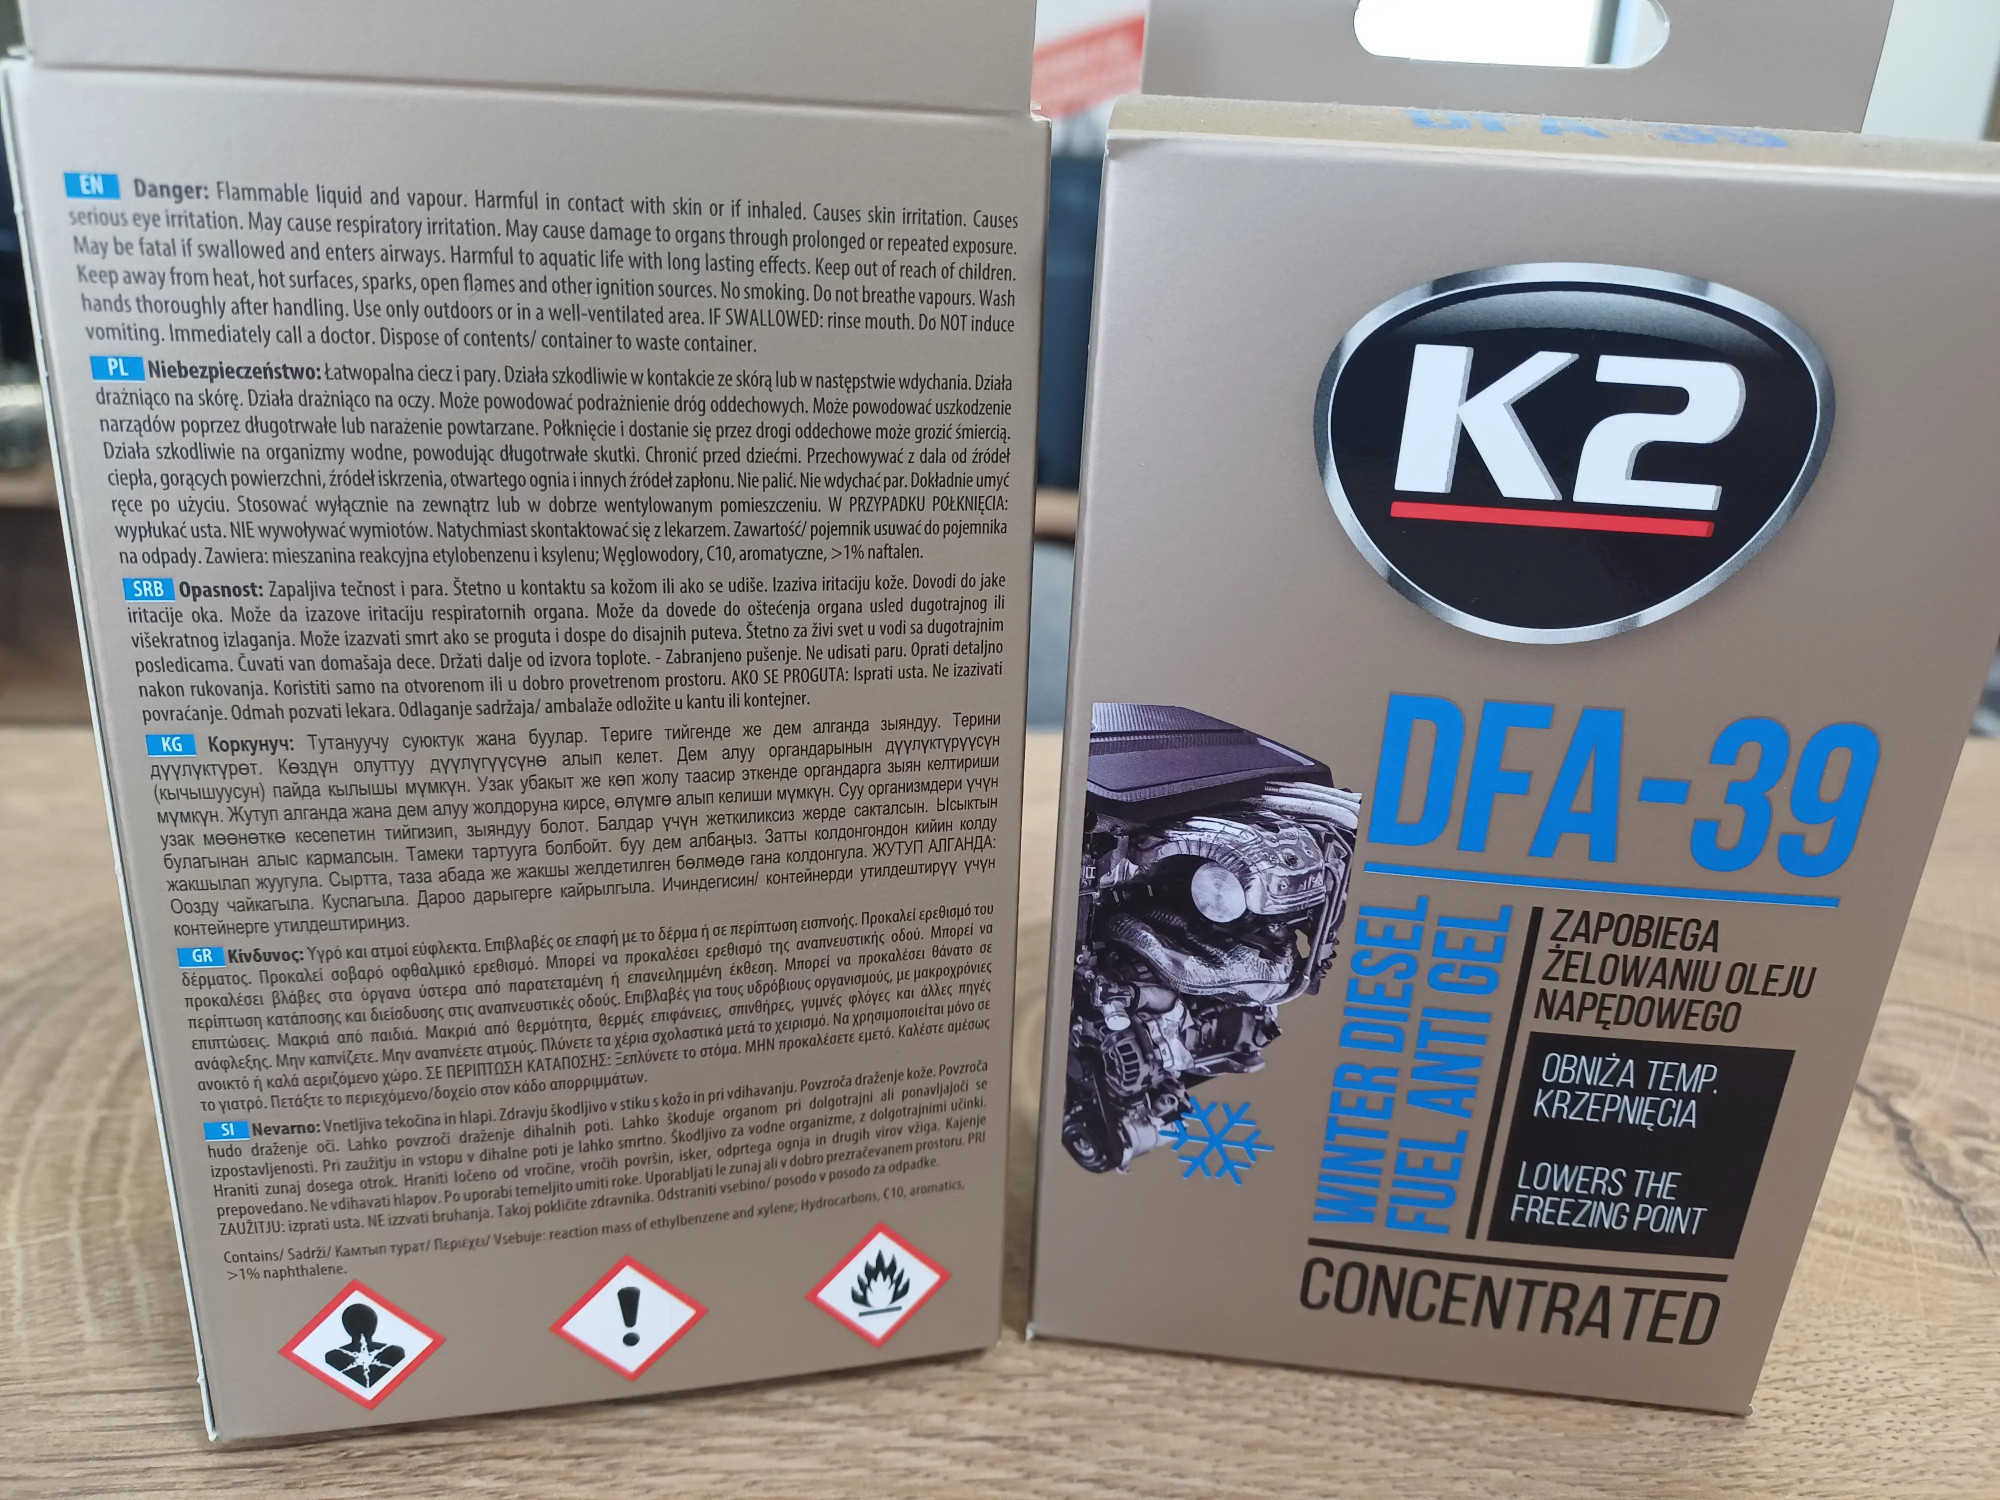 EN Danger: Flammable liquid and vapour. Harmful in contact with skin or if inhaled. Causes skin irritation. Causes
serious eye irritation. May cause respiratory irritation. May cause damage to organs through prolonged or repeated exposure.
May be fatal if swallowed and enters airways. Harmful to aquatic life with long lasting effects. Keep out of reach of children.
Keep away from heat, hot surfaces, sparks, open flames and other ignition sources. No smoking. Do not breathe vapours. Wash
hands thoroughly after handling. Use only outdoors or in a well-ventilated area. IF SWALLOWED: rinse mouth. Do NOT induce
vomiting. Immediately call a doctor. Dispose of contents/ container to waste container.
PL Niebezpieczeństwo: Łatwopalna ciecz i pary. Działa szkodliwie w kontakcie ze skórą lub w następstwie wdychania. Działa
drażniąco na skórę. Działa drażniąco na oczy. Może powodować podrażnienie dróg oddechowych. Może powodować uszkodzenie
narządów poprzez długotrwałe lub narażenie powtarzane. Połknięcie i dostanie się przez drogi oddechowe może grozić śmiercią.
Działa szkodliwie na organizmy wodne, powodując długotrwałe skutki. Chronić przed dziećmi. Przechowywać z dala od źródeł
ciepła, gorących powierzchni, źródeł iskrzenia, otwartego ognia i innych źródeł zapłonu. Nie palić. Nie wdychać par. Dokładnie umyć
ręce po użyciu. Stosować wyłącznie na zewnątrz lub w dobrze wentylowanym pomieszczeniu. W PRZYPADKU POŁKNIĘCIA:
wypłukać usta. NIE wywoływać wymiotów. Natychmiast skontaktować się z lekarzem. Zawartość/ pojemnik usuwać do pojemnika
na odpady. Zawiera: mieszanina reakcyjna etylobenzenu i ksylenu; Węglowodory, C10, aromatyczne, >1% naftalen.
SRB Opasnost: Zapaljiva tečnost i para. Štetno u kontaktu sa kožom ili ako se udiše. Izaziva iritaciju kože. Dovodi do jake
iritacije oka. Može da izazove iritaciju respiratornih organa. Može da dovede do oštećenja organa usled dugotrajnog ili
višekratnog izlaganja. Može izazvati smrt ako se proguta i dospe do disajnih puteva. Štetno za živi svet u vodi sa dugotrajnim
posledicama. Čuvati van domašaja dece. Držati dalje od izvora toplote. - Zabranjeno pušenje. Ne udisati paru. Oprati detaljno
nakon rukovanja. Koristiti samo na otvorenom ili u dobro provetrenom prostoru. AKO SE PROGUTA: Isprati usta. Ne izazivati
povraćanje. Odmah pozvati lekara. Odlaganje sadržaja/ ambalaže odložite u kantu ili kontejner.
KG Коркунуч: Тутануучу суюктук жана буулар. Териге тийгенде же дем алганда зыяндуу. Терини
дүүлүктүрөт. Көздүн олуттуу дүүлүгүүсүнө алып келет. Дем алуу органдарынын дүүлүктүрүүсүн
(кычышуусун) пайда кылышы мүмкүн. Узак убакыт же көп жолу таасир эткенде органдарга зыян келтириши
мүмкүн. Жутуп алганда жана дем алуу жолдоруна кирсе, өлүмгө алып келиши мүмкүн. Суу организмдери үчүн
узак мөөнөткө кесепетин тийгизип, зыяндуу болот. Балдар үчүн жеткиликсиз жерде сакталсын. Ысыктын
булагынан алыс кармалсын. Тамеки тартууга болбойт. буу дем албаңыз. Затты колдонгондон кийин колду
жакшылап жуугула. Сыртта, таза абада же жакшы желдетилген бөлмөдө гана колдонгула. ЖУТУП АЛГАНДА:
Оозду чайкагыла. Куспагыла. Дароо дарыгерге кайрылгыла. Ичиндегисин/ контейнерди утилдештирүү үчүн
контейнерге утилдештириңиз.
GR Κίνδυνος: Υγρό και ατμοί εύφλεκτα. Επιβλαβές σε επαφή με το δέρμα ή σε περίπτωση εισπνοής. Προκαλεί ερεθισμό του
δέρματος. Προκαλεί σοβαρό οφθαλμικό ερεθισμό. Μπορεί να προκαλέσει ερεθισμό της αναπνευστικής οδού. Μπορεί να
προκαλέσει βλάβες στα όργανα ύστερα από παρατεταμένη ή επανειλημμένη έκθεση. Μπορεί να προκαλέσει θάνατο σε
περίπτωση κατάποσης και διείσδυσης στις αναπνευστικές οδούς. Επιβλαβές για τους υδρόβιους οργανισμούς, με μακροχρόνιες
επιπτώσεις. Μακριά από παιδιά. Μακριά από θερμότητα, θερμές επιφάνειες, σπινθήρες, γυμνές φλόγες και άλλες πηγές
ανάφλεξης. Μην καπνίζετε. Μην αναπνέετε ατμούς. Πλύνετε τα χέρια σχολαστικά μετά το χειρισμό. Να χρησιμοποιείται μόνο σε
ανοικτό ή καλά αεριζόμενο χώρο. ΣΕ ΠΕΡΙΠΤΩΣΗ ΚΑΤΑΠΟΣΗΣ: Ξεπλύνετε το στόμα. ΜΗΝ προκαλέσετε εμετό. Καλέστε αμέσως
το γιατρό. Πετάξτε το περιεχόμενο/δοχείο στον κάδο απορριμμάτων.
SI Nevarno: Vnetljiva tekočina in hlapi. Zdravju škodljivo v stiku s kožo in pri vdihavanju. Povzroča draženje kože. Povzroča
hudo draženje oči. Lahko povzroči draženje dihalnih poti. Lahko škoduje organom pri dolgotrajni ali ponavljajoči se
izpostavljenosti. Pri zaužitju in vstopu v dihalne poti je lahko smrtno. Škodljivo za vodne organizme, z dolgotrajnimi učinki.
Hraniti zunaj dosega otrok. Hraniti ločeno od vročine, vročih površin, isker, odprtega ognja in drugih virov vžiga. Kajenje
prepovedano. Ne vdihavati hlapov. Po uporabi temeljito umiti roke. Uporabljati le zunaj ali v dobro prezračevanem prostoru. PRI
ZAUŽITJU: izprati usta. NE izzvati bruhanja. Takoj pokličite zdravnika. Odstraniti vsebino/ posodo v posodo za odpadke.
Contains/ Sadrži/ Камтып турат/ Περιέχει/ Vsebuje: reaction mass of ethylbenzene and xylene; Hydrocarbons, C10, aromatics,
>1% naphthalene.
DFA-39
K2
DFA-39
WINTER DIESEL
FUEL ANTI GEL
ZAPOBIEGA
ŻELOWANIU OLEJU
NAPĘDOWEGO
OBNIŻA TEMP.
KRZEPNIĘCIA
LOWERS THE
FREEZING POINT
CONCENTRATED